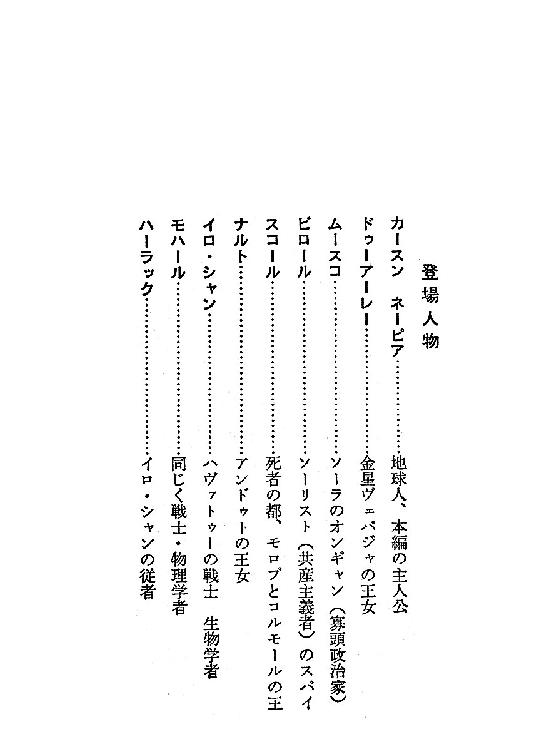 登場人物
カースン　ネーピア……………地球人、本編の主人公
ドゥーアーレー……………金星ヴェパジャの王女
ムースコ……………ソーラのオンギャン（寡頭政治家）
ビロール……………ソーリスト（共産主義者）のスパイ
スコール……………死者の都、モロプとコルモールの王
ナルト……………アンドゥートの王女
イロ・シャン……………ハヴァトゥーの戦士　生物学者
モハール……………同じく戦士・物理学者
ハーラック……………イロ・シャンの従者